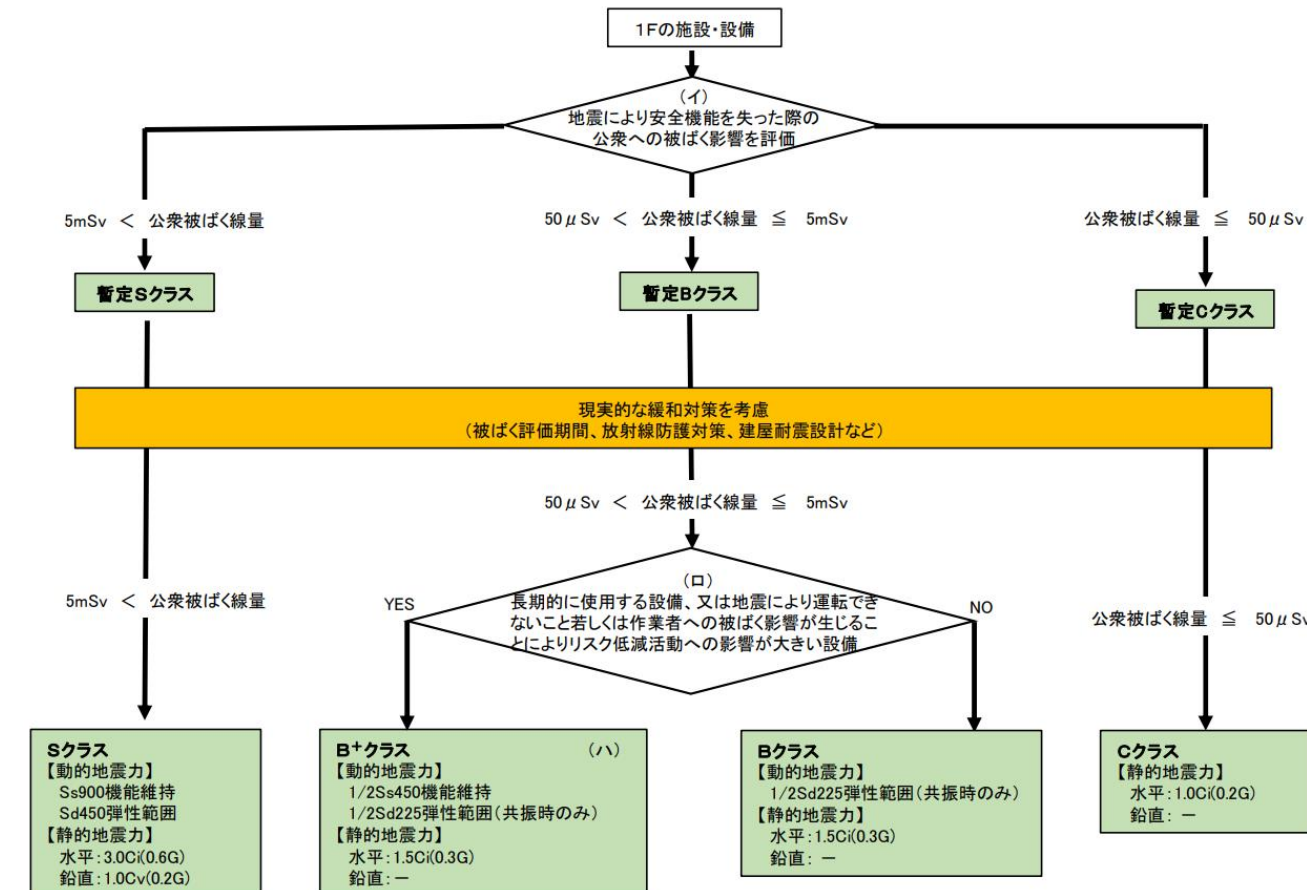 1Fの施設・設備
(イ)
地震により安全機能を失った際の
公衆への被ばく影響を評価
5mSv ＜ 公衆被ばく線量
50μSv ＜ 公衆被ばく線量 ≦ 5mSv
公衆被ばく線量 ≦ 50μSv
暫定Sクラス
暫定Bクラス
暫定Cクラス
現実的な緩和対策を考慮
(被ばく評価期間、放射線防護対策、建屋耐震設計など)
50μSv ＜ 公衆被ばく線量 ≦ 5mSv
5mSv ＜ 公衆被ばく線量
YES
(ロ)
長期的に使用する設備、又は地震により運転でき
ないこと若しくは作業者への被ばく影響が生じるこ
とによりリスク低減活動への影響が大きい設備
NO
公衆被ばく線量 ≦ 50μSv
Sクラス
【動的地震力】
Ss900機能維持
Sd450弾性範囲
【静的地震力】
水平:3.0Ci(0.6G)
鉛直:1.0Cv(0.2G)
B+クラス (ハ)
【動的地震力】
1/2Ss450機能維持
1/2Sd225弾性範囲(共振時のみ)
【静的地震力】
水平:1.5Ci(0.3G)
鉛直:－
Bクラス
【動的地震力】
1/2Sd225弾性範囲(共振時のみ)
【静的地震力】
水平:1.5Ci(0.3G)
鉛直: －
Cクラス
【静的地震力】
水平:1.0Ci(0.2G)
鉛直: －